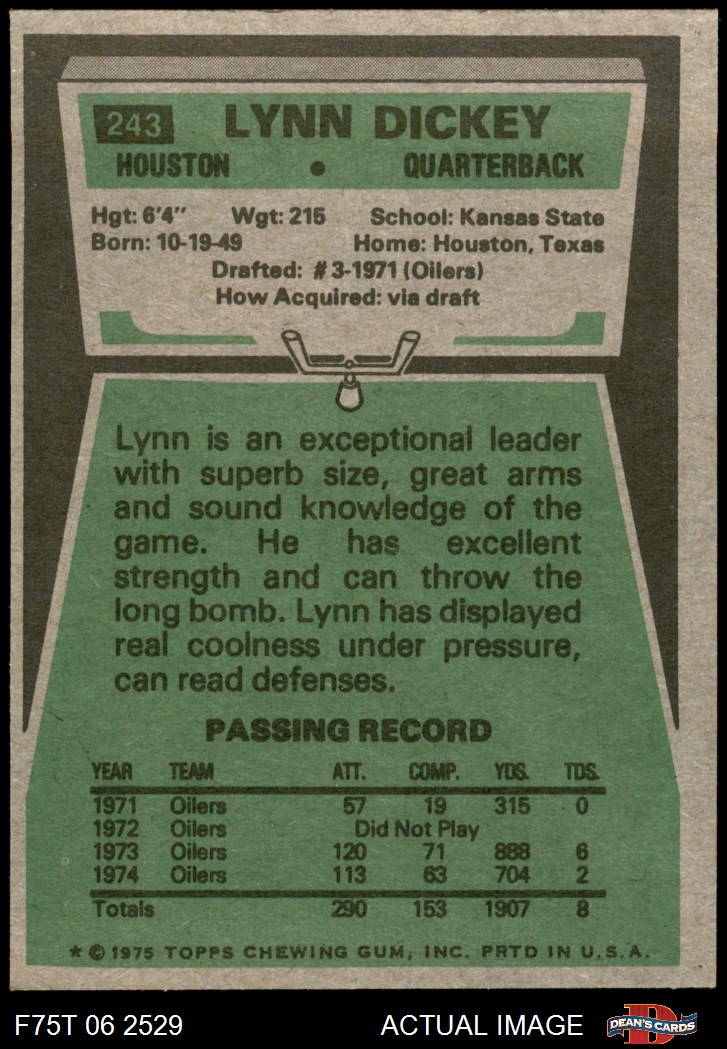 243 LYNN DICKEY
HOUSTON • QUARTERBACK
Hgt: 6'4" Wgt: 215 School: Kansas State
Born: 10-19-49 Home: Houston, Texas
Drafted: #3-1971 (Oilers)
How Acquired: via draft
Lynn is an exceptional leader
with superb size, great arms
and sound knowledge of the
game. He has excellent
strength and can throw the
long bomb. Lynn has displayed
real coolness under pressure,
can read defenses.
PASSING RECORD
YEAR TEAM ATT. COMP. YDS. TDS.
1971 Oilers 57 19 315 0
1972 Oilers Did Not Play
1973 Oilers 120 71 888 6
1974 Oilers 113 63 704 2
Totals 290 153 1907 8
* © 1975 TOPPS CHEWING GUM, INC. PRTD IN U.S.A.
F75T 06 2529 ACTUAL IMAGE D DEAN'S CARDS